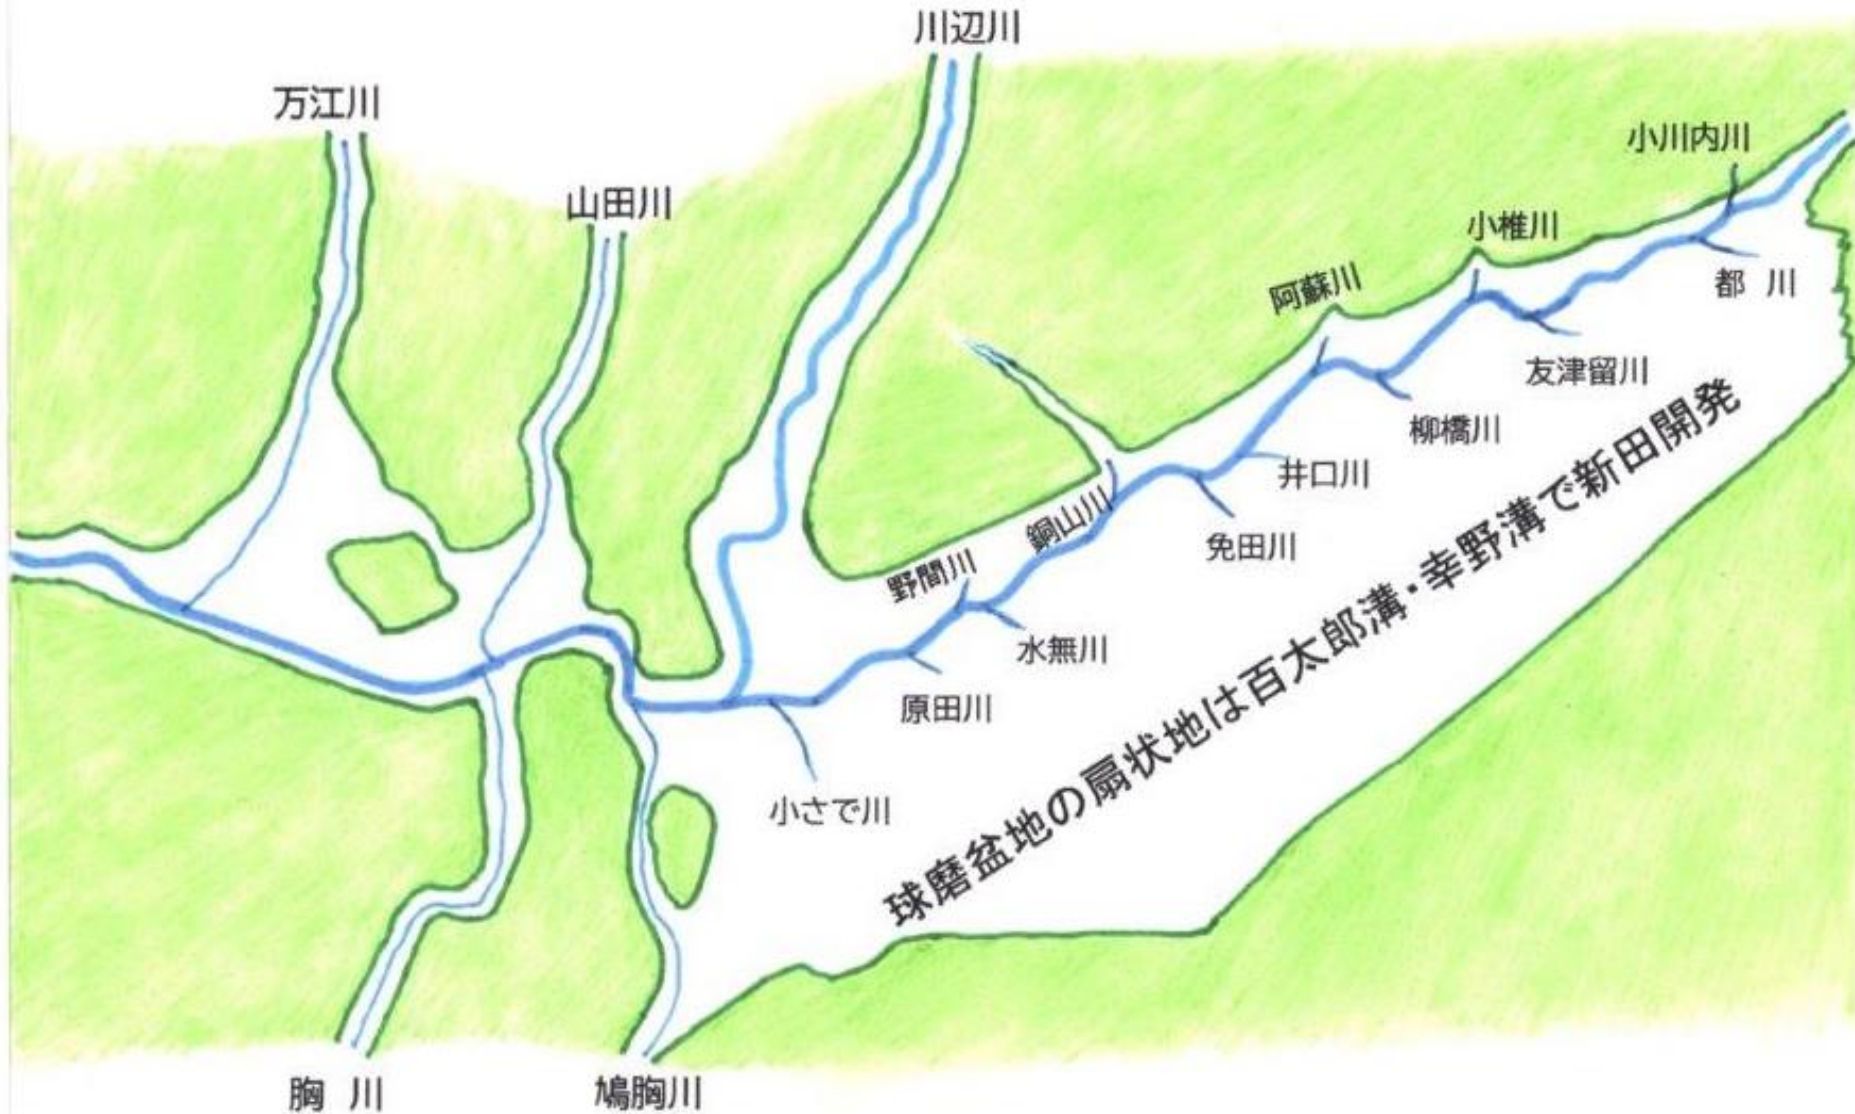 川辺川
万江川
小川内川
山田川
小椎川
阿蘇川
都 川
友津留川
柳橋川
井口川
銅山川
免田川
野間川
水無川
原田川
小さで川
球磨盆地の扇状地は百太郎溝・幸野溝で新田開発
胸 川
鳩胸川